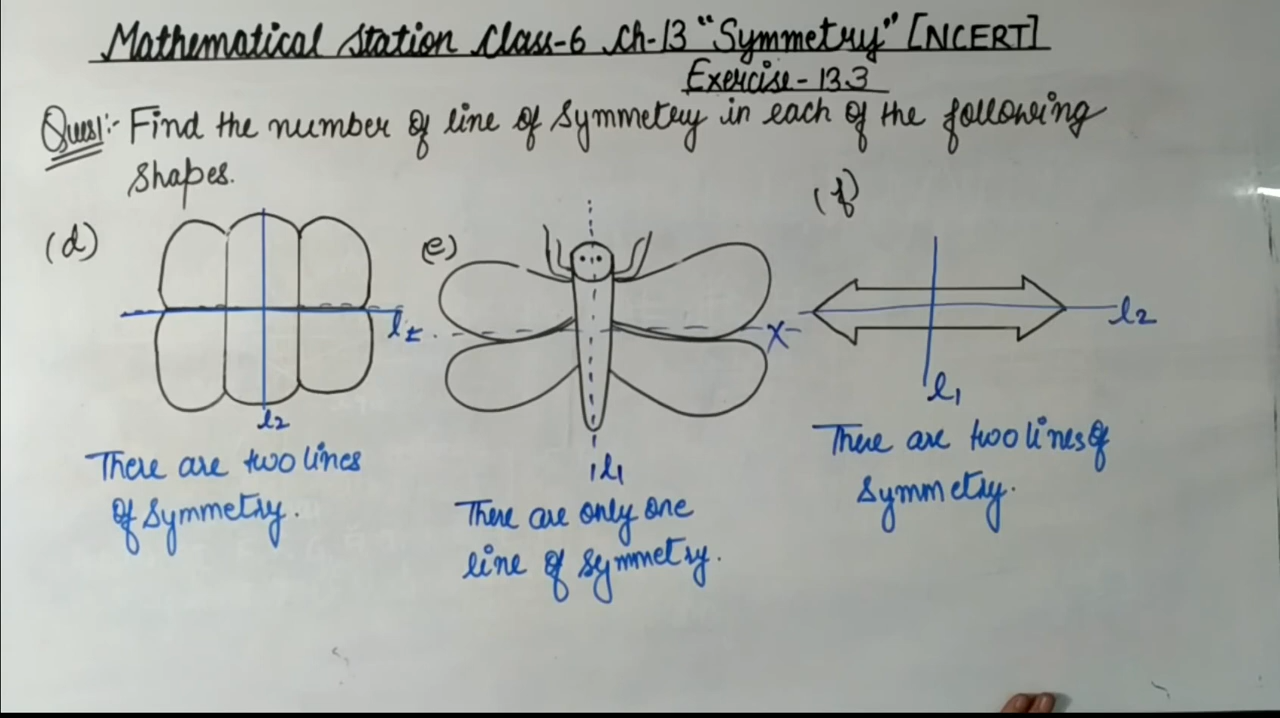 Mathematical Station Class-6 Ch-13 "Symmetry" [NCERT]
Exercise-13.3
Ques1:- Find the number of line of Symmetry in each of the following
Shapes.
(d)
(e)
(f)
l2
l2
There are two lines
of Symmetry.
X
l1
There are only one
line of symmetry.
l2
l1
There are two lines of
Symmetry.